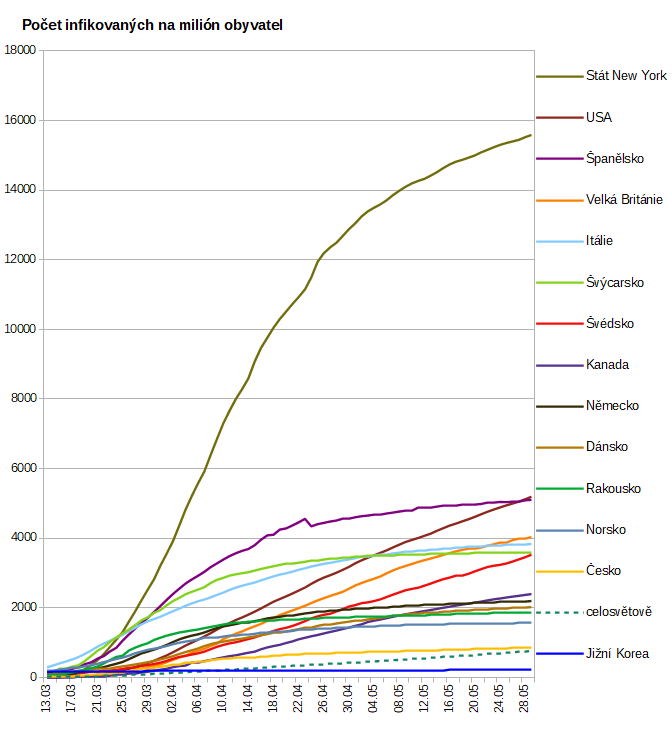 Počet infikovaných na milión obyvatel
18000
16000
14000
12000
10000
8000
6000
4000
2000
0
13.03
17.03
21.03
25.03
29.03
02.04
06.04
10.04
14.04
18.04
22.04
26.04
30.04
04.05
08.05
12.05
16.05
20.05
24.05
28.05
Stát New York
USA
Španělsko
Velká Británie
Itálie
Švýcarsko
Švédsko
Kanada
Německo
Dánsko
Rakousko
Norsko
Česko
celosvětově
Jižní Korea